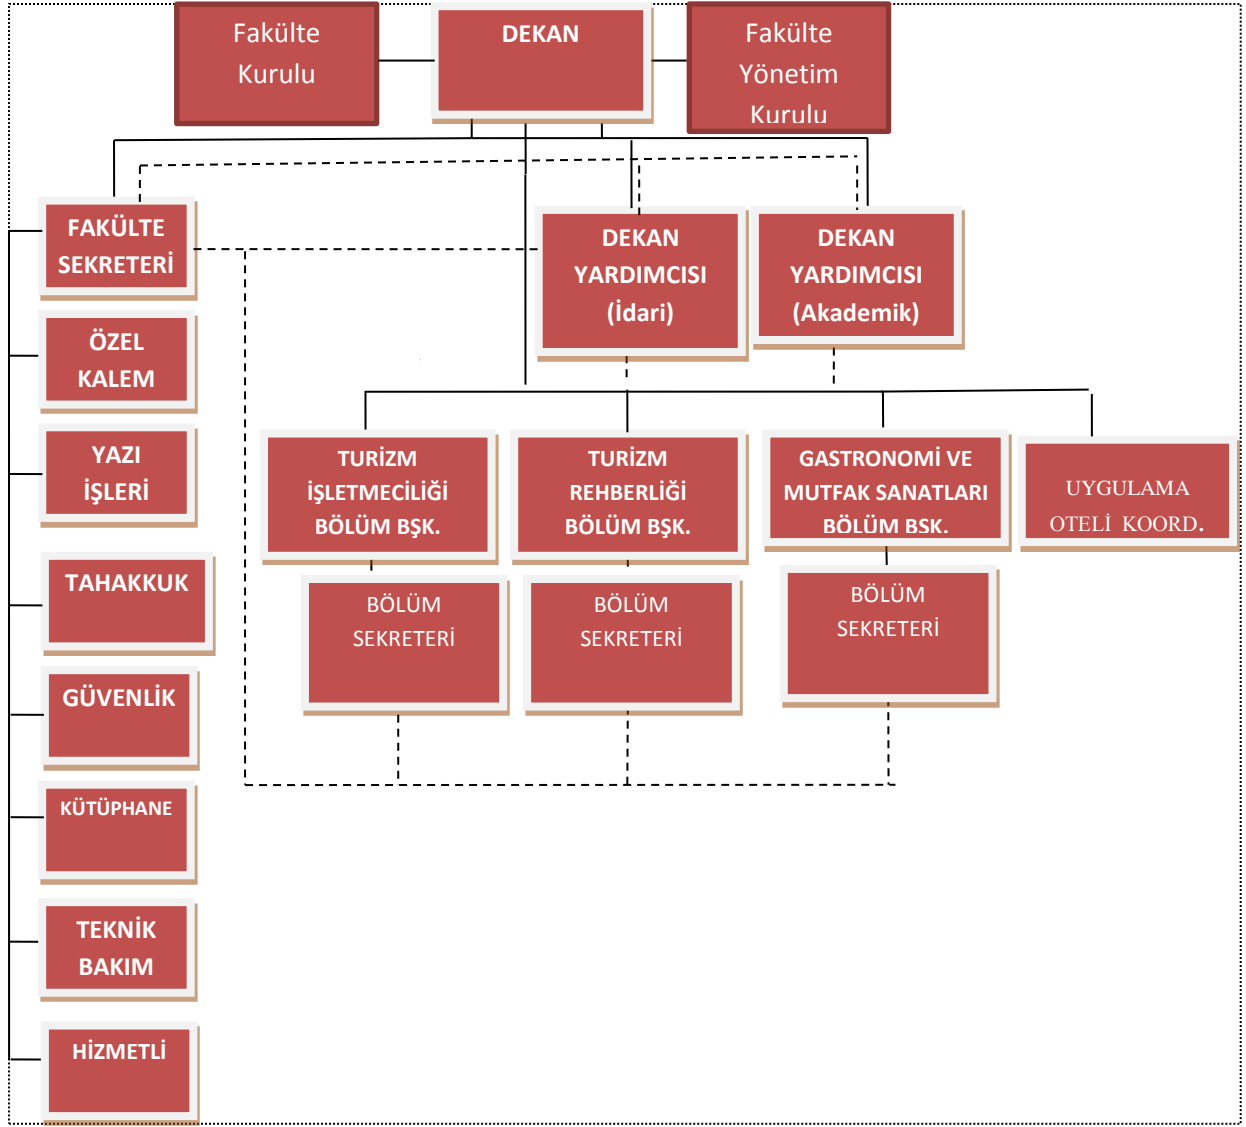 Fakülte
Kurulu
DEKAN
Fakülte
Yönetim
Kurulu
FAKÜLTE
SEKRETERİ
DEKAN
YARDIMCISI
(İdari)
DEKAN
YARDIMCISI
(Akademik)
ÖZEL
KALEM
YAZI
İŞLERİ
TURİZM
İŞLETMECİLİĞİ
BÖLÜM BŞK.
TURİZM
REHBERLİĞİ
BÖLÜM BŞK.
GASTRONOMİ VE
MUTFAK SANATLARI
BÖLÜM BŞK.
UYGULAMA
OTELİ KOORD.
TAHAKKUK
BÖLÜM
SEKRETERİ
BÖLÜM
SEKRETERİ
BÖLÜM
SEKRETERİ
GÜVENLİK
KÜTÜPHANE
TEKNİK
BAKIM
HİZMETLİ